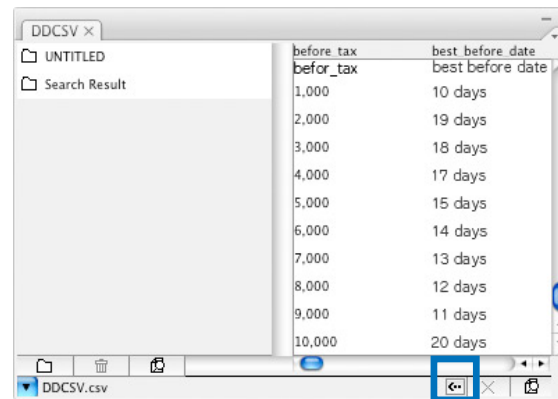 DDCSV ×
UNTITLED
Search Result
before_tax best_before_date
befor_tax best before date
1,000 10 days
2,000 19 days
3,000 18 days
4,000 17 days
5,000 15 days
6,000 14 days
7,000 13 days
8,000 12 days
9,000 11 days
10,000 20 days
DDCSV.csv